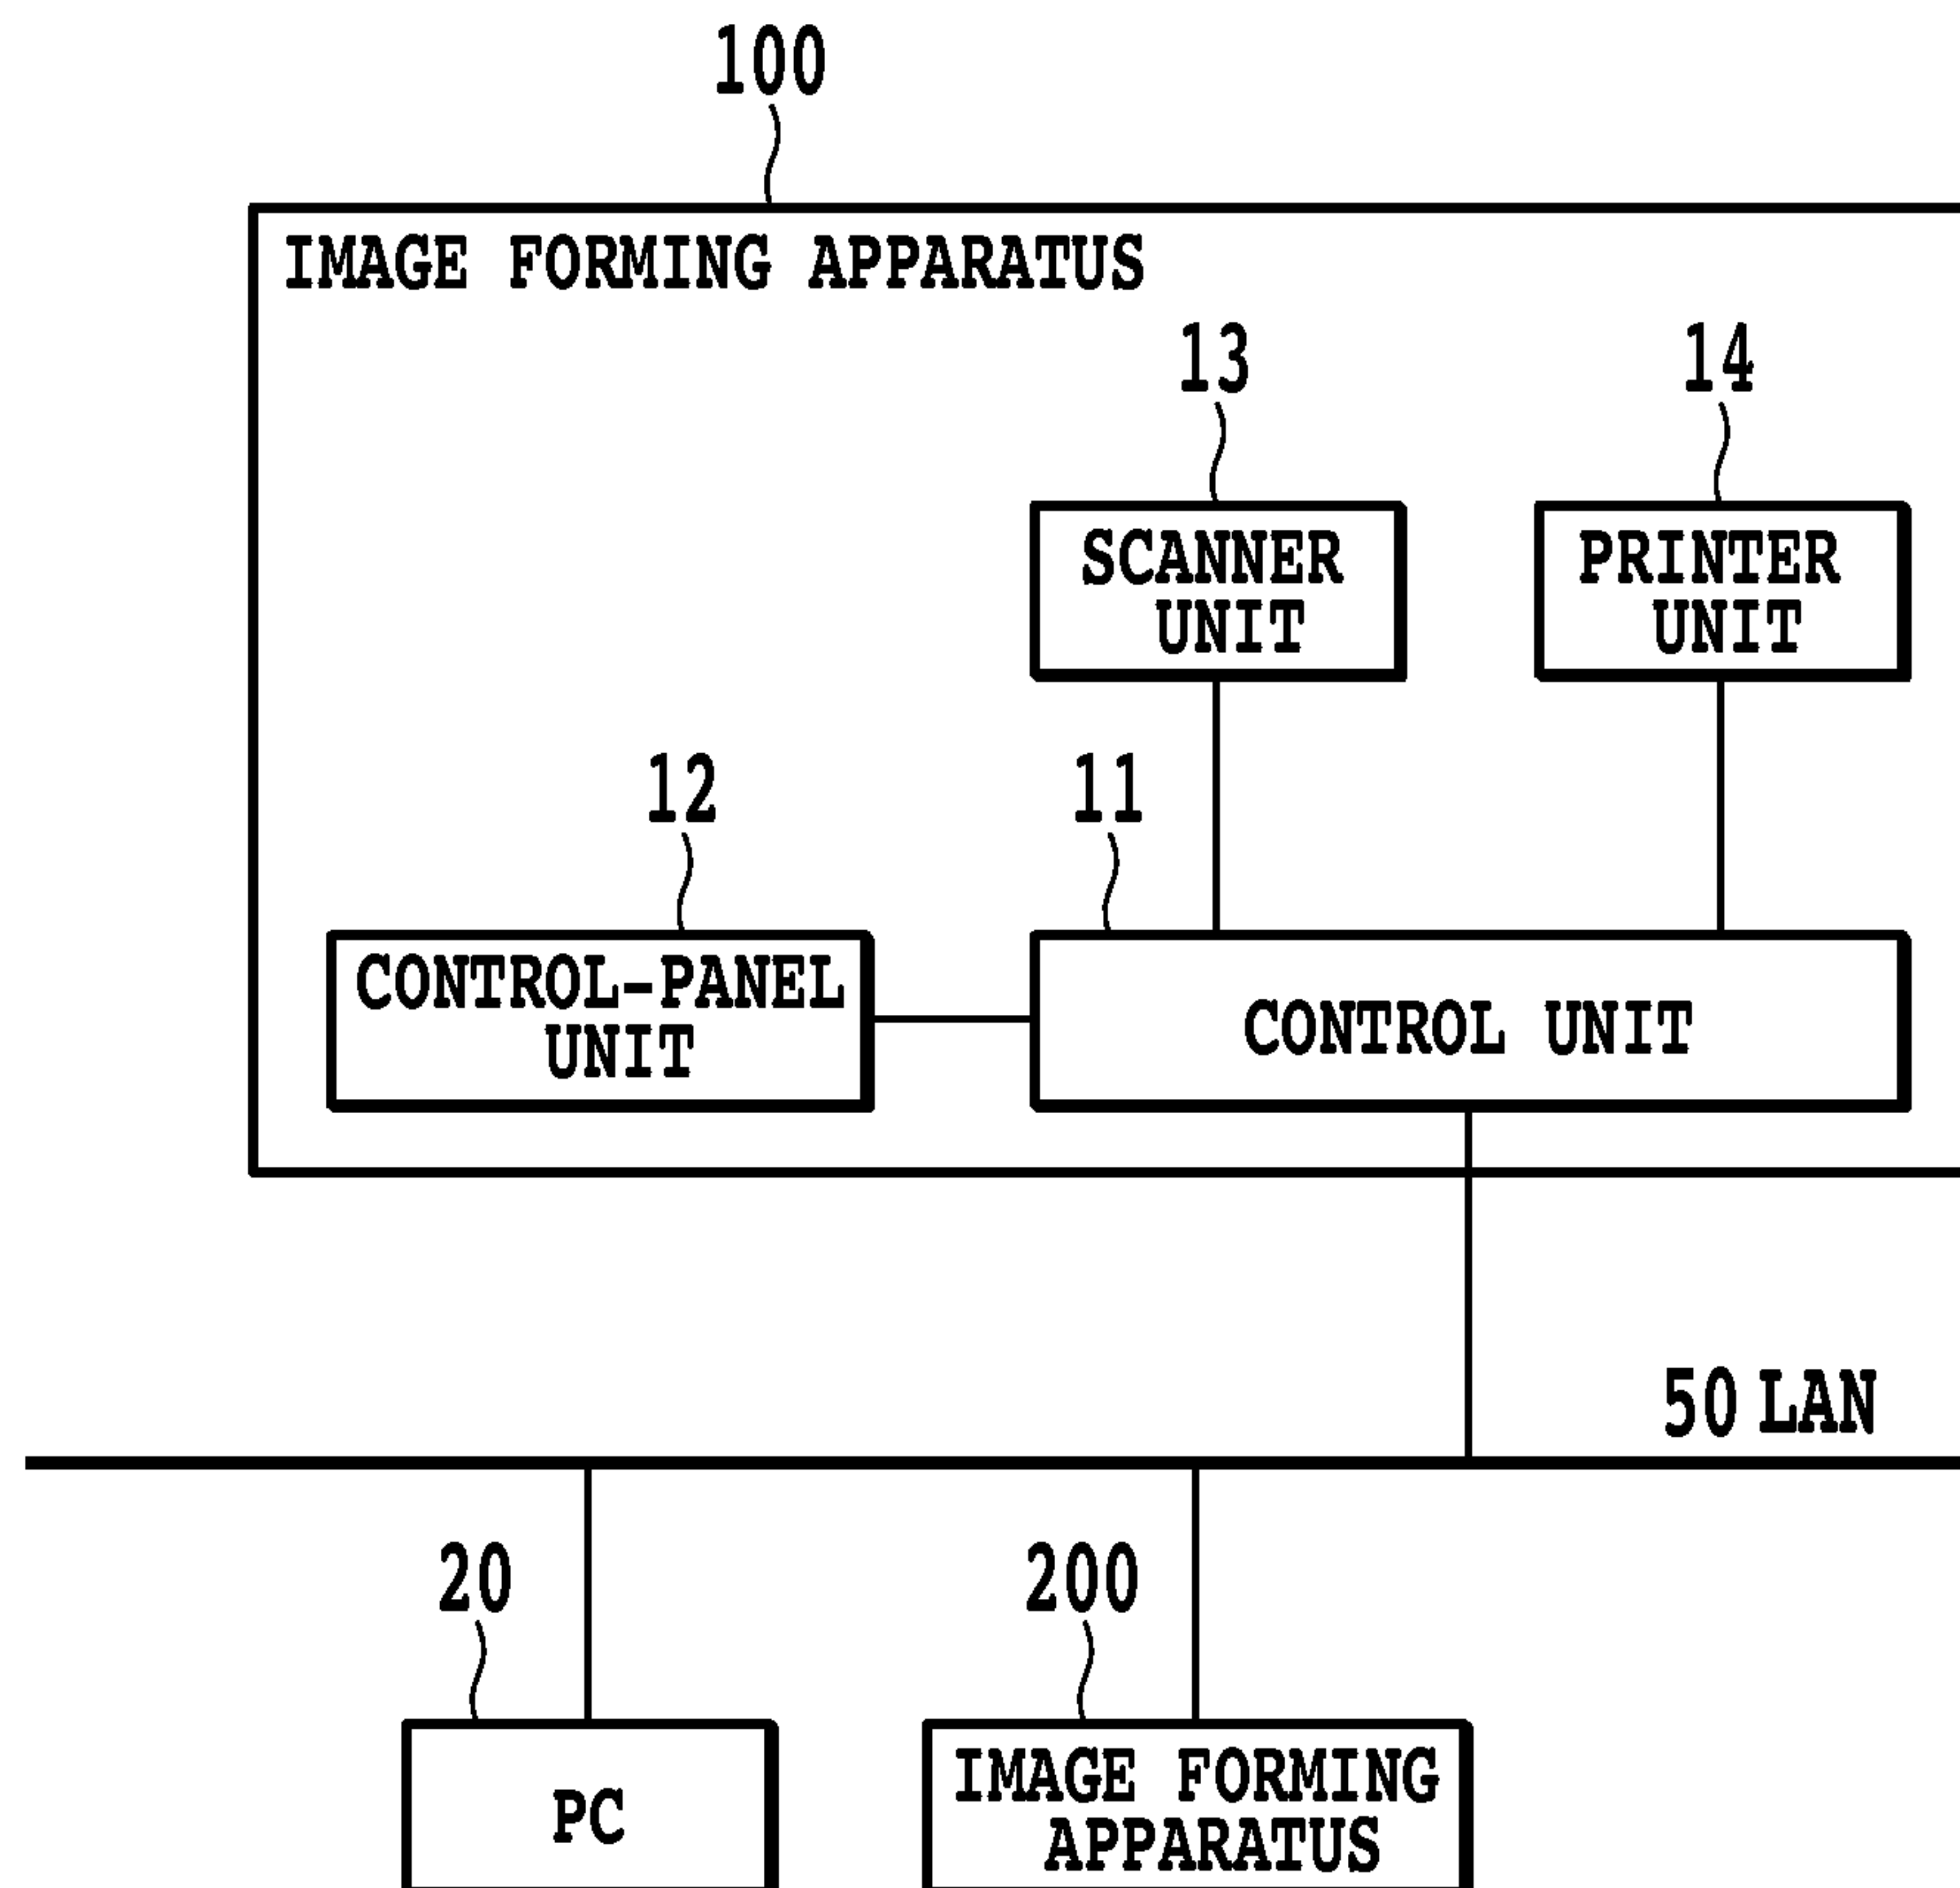 100
IMAGE FORMING APPARATUS
13
14
SCANNER
UNIT
PRINTER
UNIT
12
11
CONTROL-PANEL
UNIT
CONTROL UNIT
50 LAN
20
200
PC
IMAGE FORMING
APPARATUS